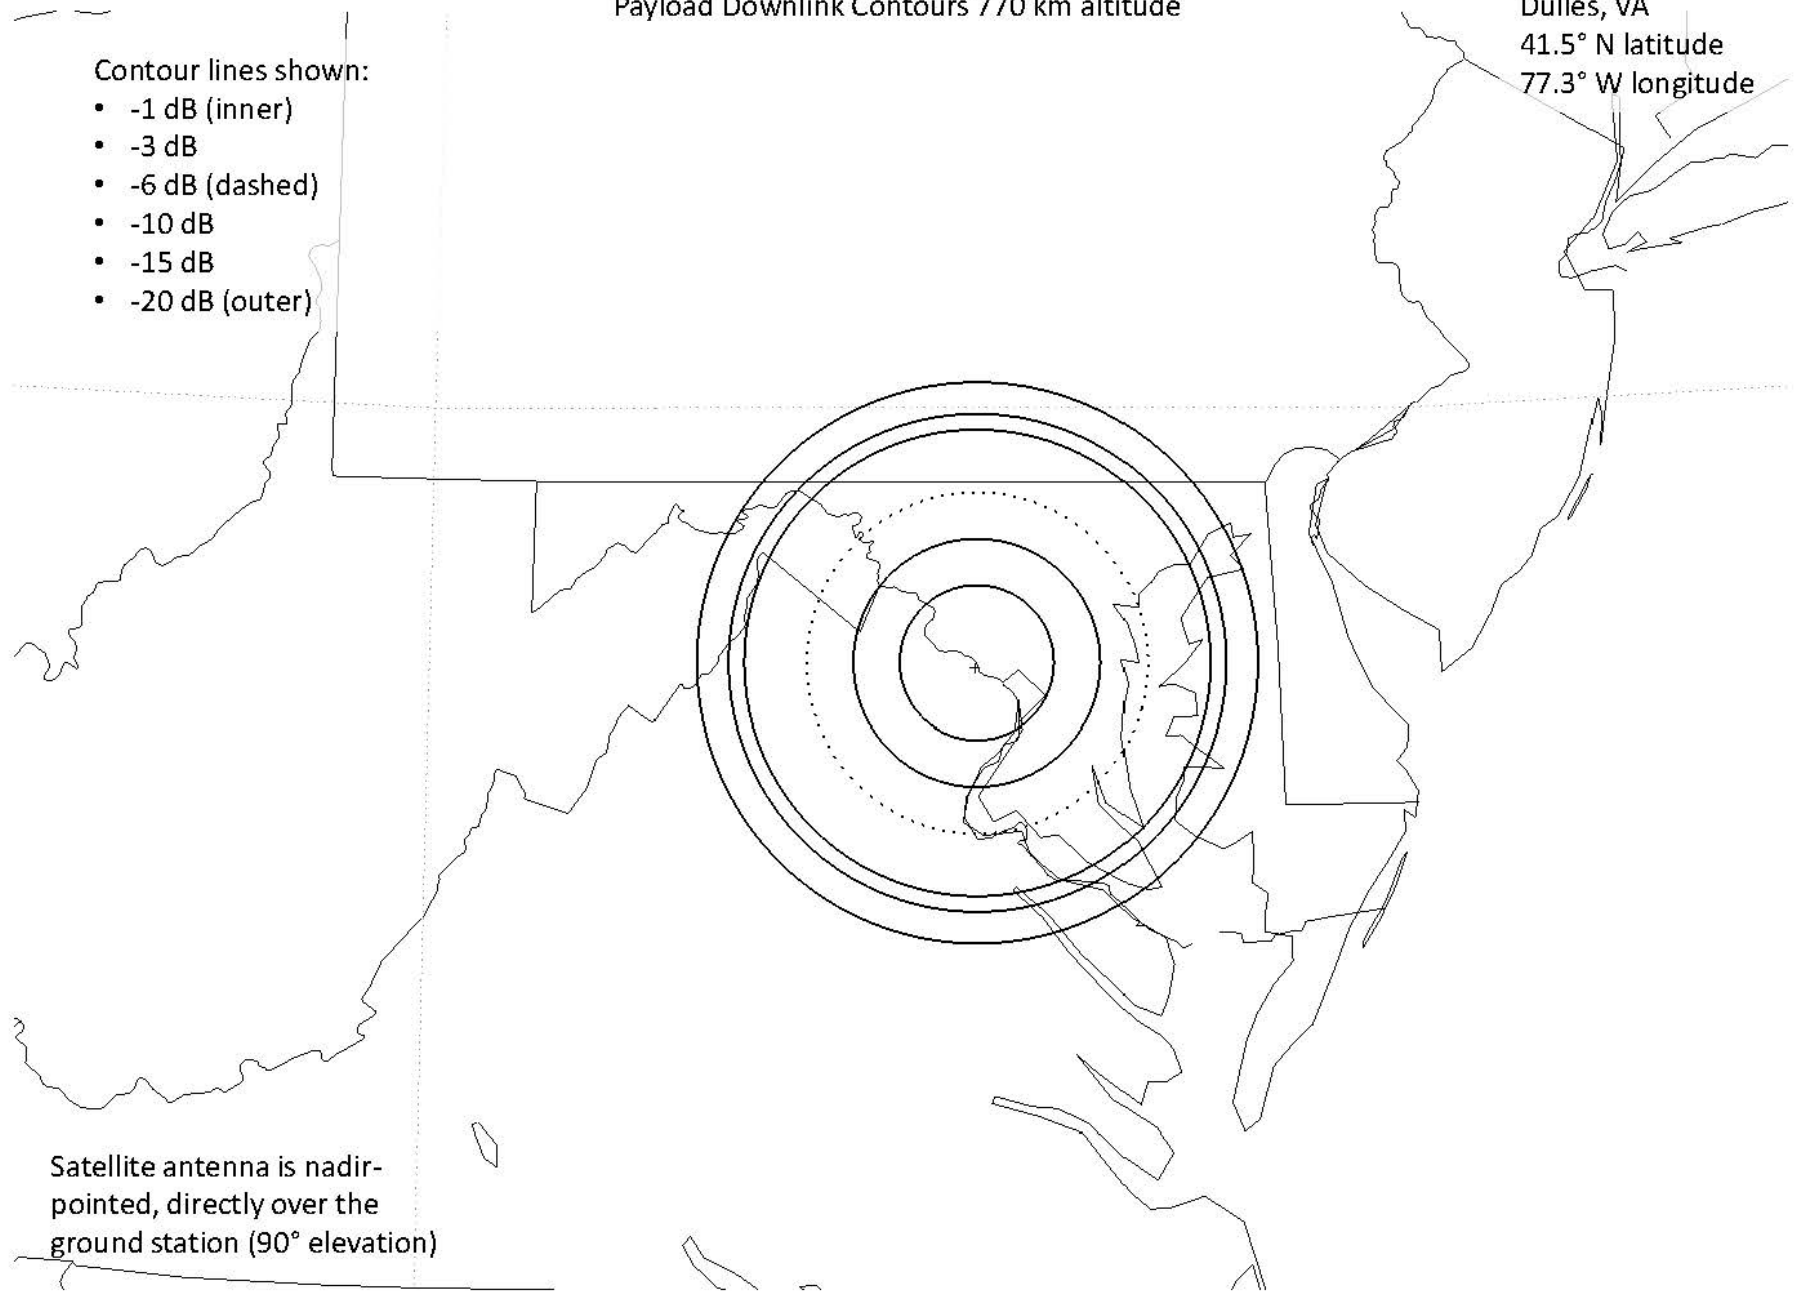 Payload Downlink Contours 770 km altitude
Dulles, VA
41.5° N latitude
77.3° W longitude
Contour lines shown:
• -1 dB (inner)
• -3 dB
• -6 dB (dashed)
• -10 dB
• -15 dB
• -20 dB (outer)
Satellite antenna is nadir-
pointed, directly over the
ground station (90° elevation)